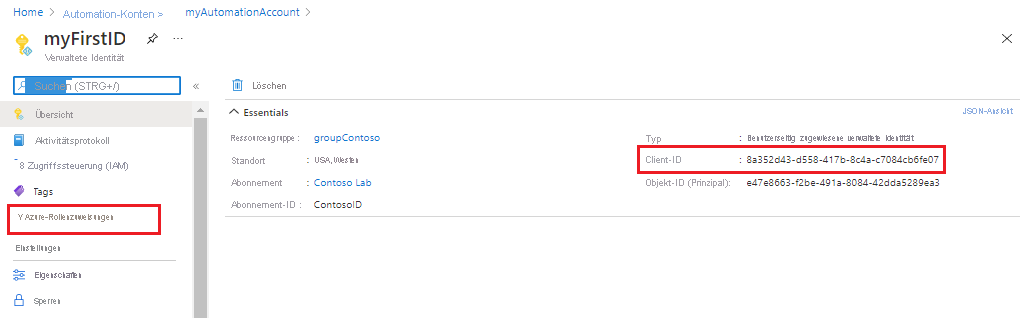 Home > Automation-Konten > myAutomationAccount >
myFirstID ...
Verwaltete Identität
Suchen (STRG+/) «
Übersicht
Aktivitätsprotokoll
8 Zugriffssteuerung (IAM)
Tags
Y Azure-Rollenzuweisungen
Einstellungen
Eigenschaften
Sperren
Löschen
Essentials JSON-Ansicht
Ressourcengruppe : groupContoso
Standort : USA, Westen
Abonnement : Contoso Lab
Abonnement-ID : ContosoID
Typ : Benutzerseitig zugewiesene verwaltete Identität
Client-ID : 8a352d43-d558-417b-8c4a-c7084cb6fe07
Objekt-ID (Prinzipal): e47e8663-f2be-491a-8084-42dda5289ea3